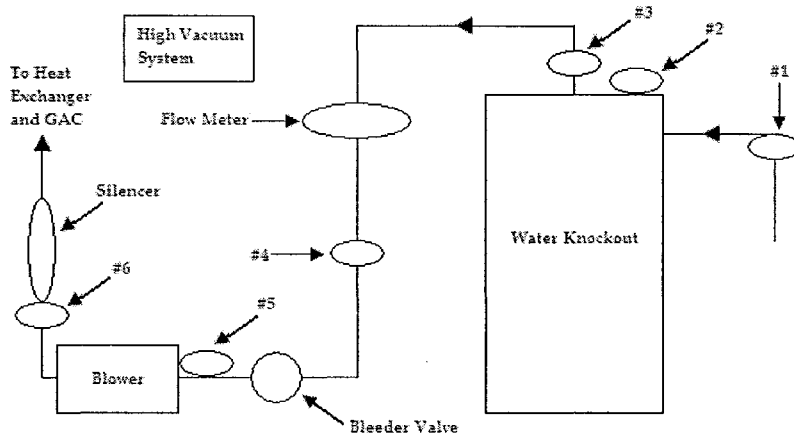 High Vacuum
System
#3
#2
#1
To Heat
Exchanger
and GAC
Flow Meter
Silencer
Water Knockout
#4
#6
#5
Blower
Bleeder Valve